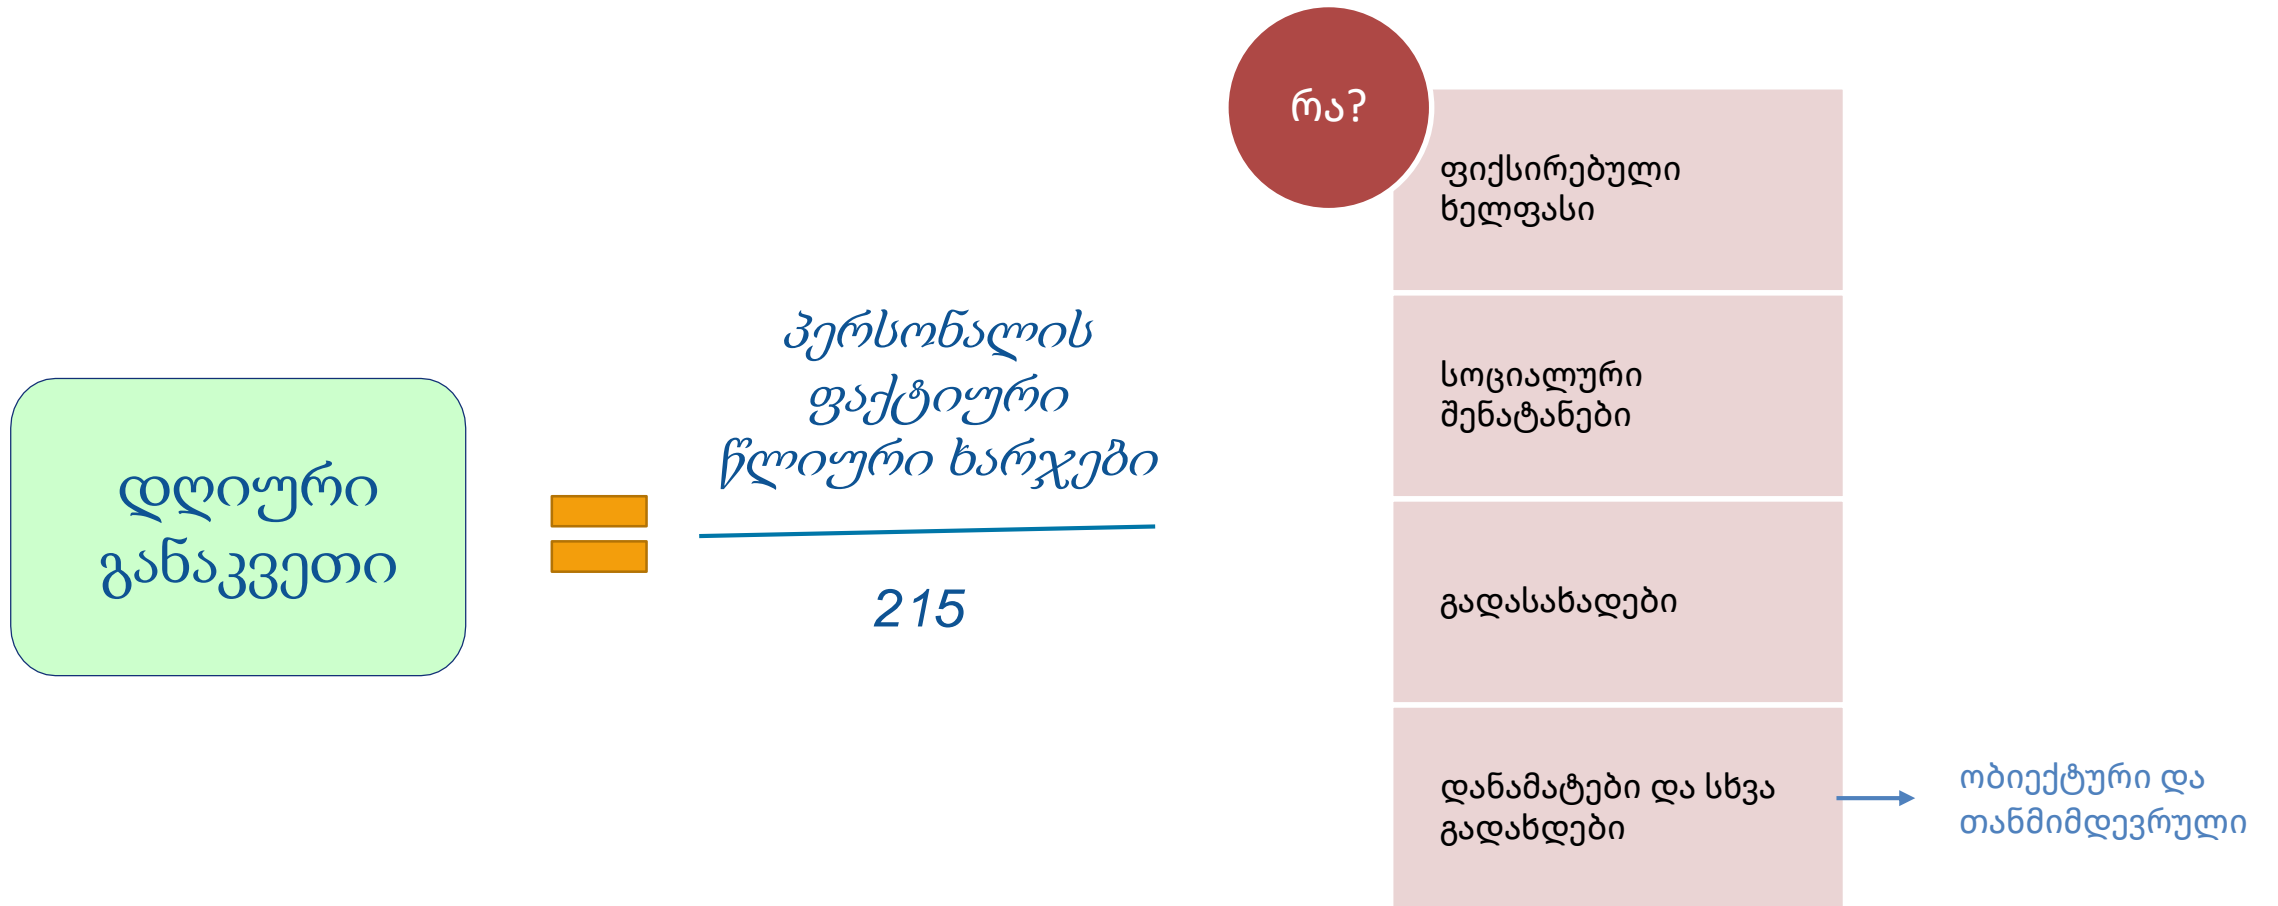 დღიური
განაკვეთი
პერსონალის
ფაქტიური
წლიური ხარჯები
215
რა?
ფიქსირებული
ხელფასი
სოციალური
შენატანები
გადასახადები
დანამატები და სხვა
გადახდები
ობიექტური და
თანმიმდევრული